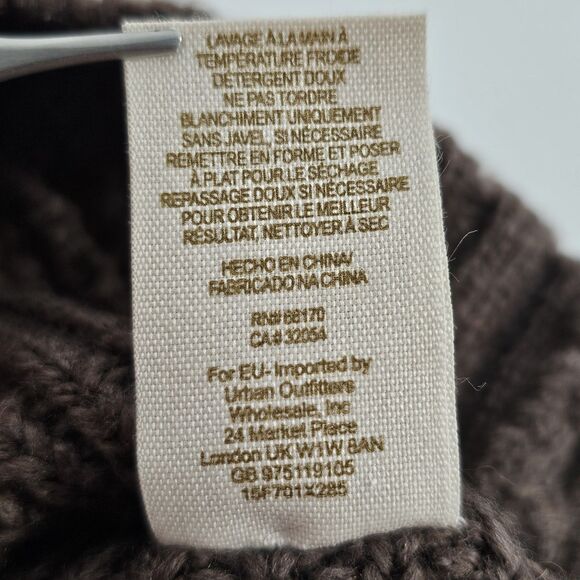 LAVAGE À LA MAIN À
TEMPÉRATURE FROIDE
DETERGENT DOUX
NE PAS TORDRE
BLANCHIMENT UNIQUEMENT
SANS JAVEL, SI NÉCESSAIRE
REMETTRE EN FORME ET POSER
À PLAT POUR LE SÉCHAGE
REPASSAGE DOUX SI NÉCESSAIRE
POUR OBTENIR LE MEILLEUR
RÉSULTAT, NETTOYER À SEC
HECHO EN CHINA/
FABRICADO NA CHINA
RN# 66170
CA# 32054
For EU- Imported by
Urban Outfitters
Wholesale, Inc
24 Market Place
London UK W1W 8AN
GB 975119105
15F701X285